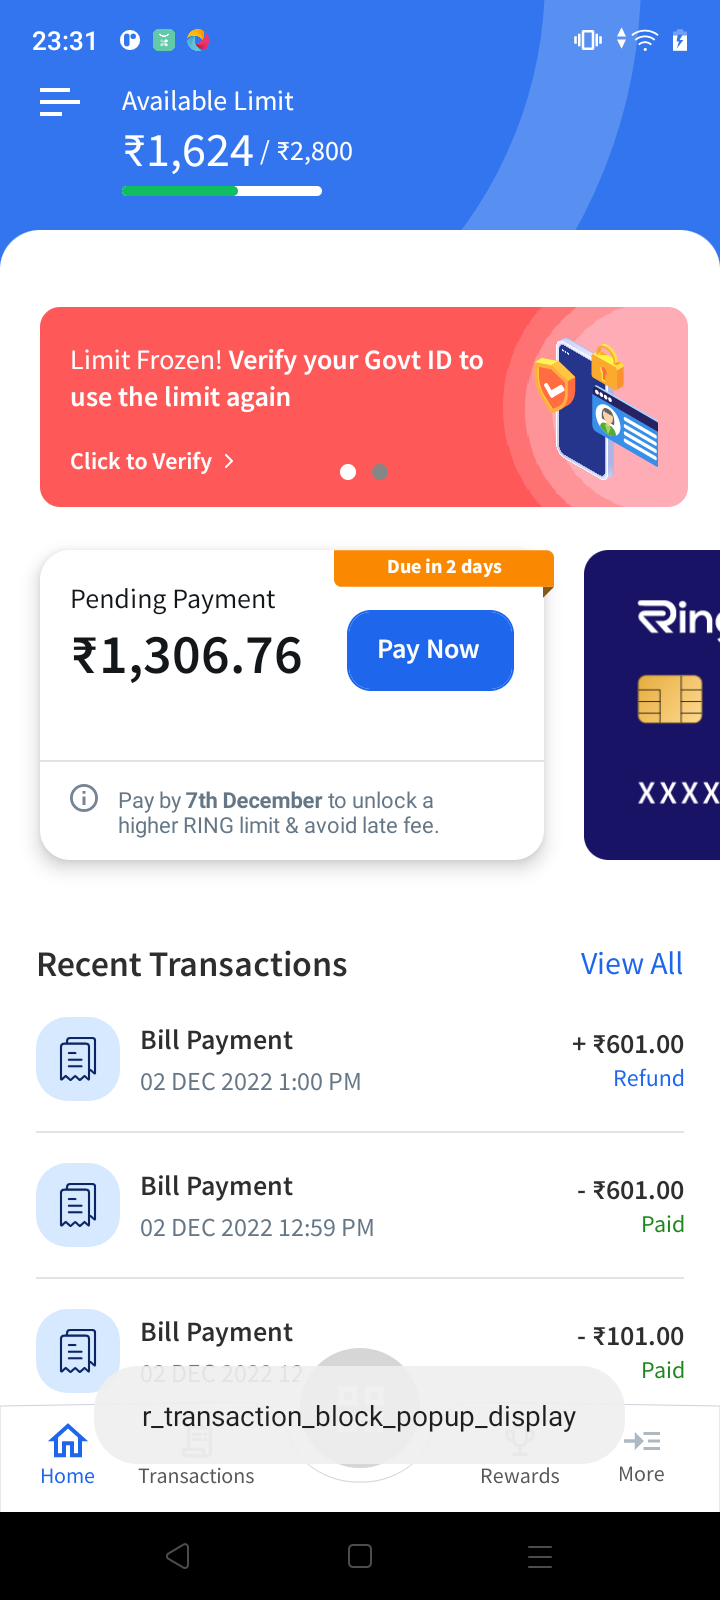 23:31
Available Limit
₹1,624 / ₹2,800
Limit Frozen! Verify your Govt ID to
use the limit again
Click to Verify
Due in 2 days
Pending Payment
₹1,306.76
Pay Now
Pay by 7th December to unlock a
higher RING limit & avoid late fee.
Ring
XXXX
Recent Transactions
View All
Bill Payment
+ ₹601.00
02 DEC 2022 1:00 PM
Refund
Bill Payment
- ₹601.00
02 DEC 2022 12:59 PM
Paid
Bill Payment
- ₹101.00
02 DEC 2022 12
Paid
r_transaction_block_popup_display
Home
Transactions
Rewards
More